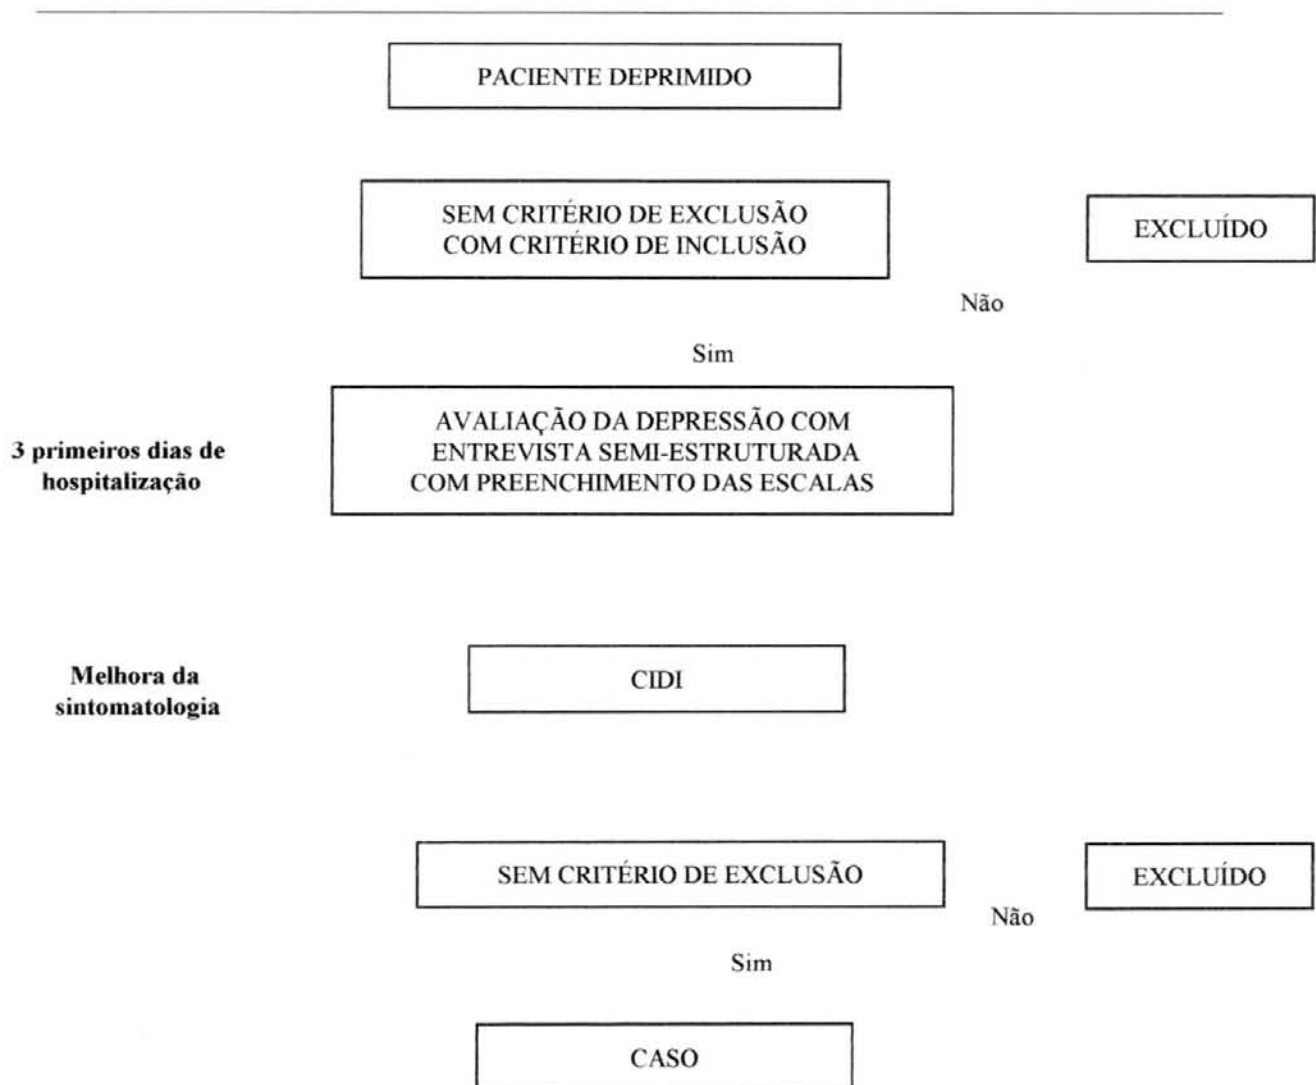 PACIENTE DEPRIMIDO
SEM CRITÉRIO DE EXCLUSÃO
COM CRITÉRIO DE INCLUSÃO
EXCLUÍDO
Não
Sim
3 primeiros dias de
hospitalização
AVALIAÇÃO DA DEPRESSÃO COM
ENTREVISTA SEMI-ESTRUTURADA
COM PREENCHIMENTO DAS ESCALAS
Melhora da
sintomatologia
CIDI
SEM CRITÉRIO DE EXCLUSÃO
EXCLUÍDO
Não
Sim
CASO